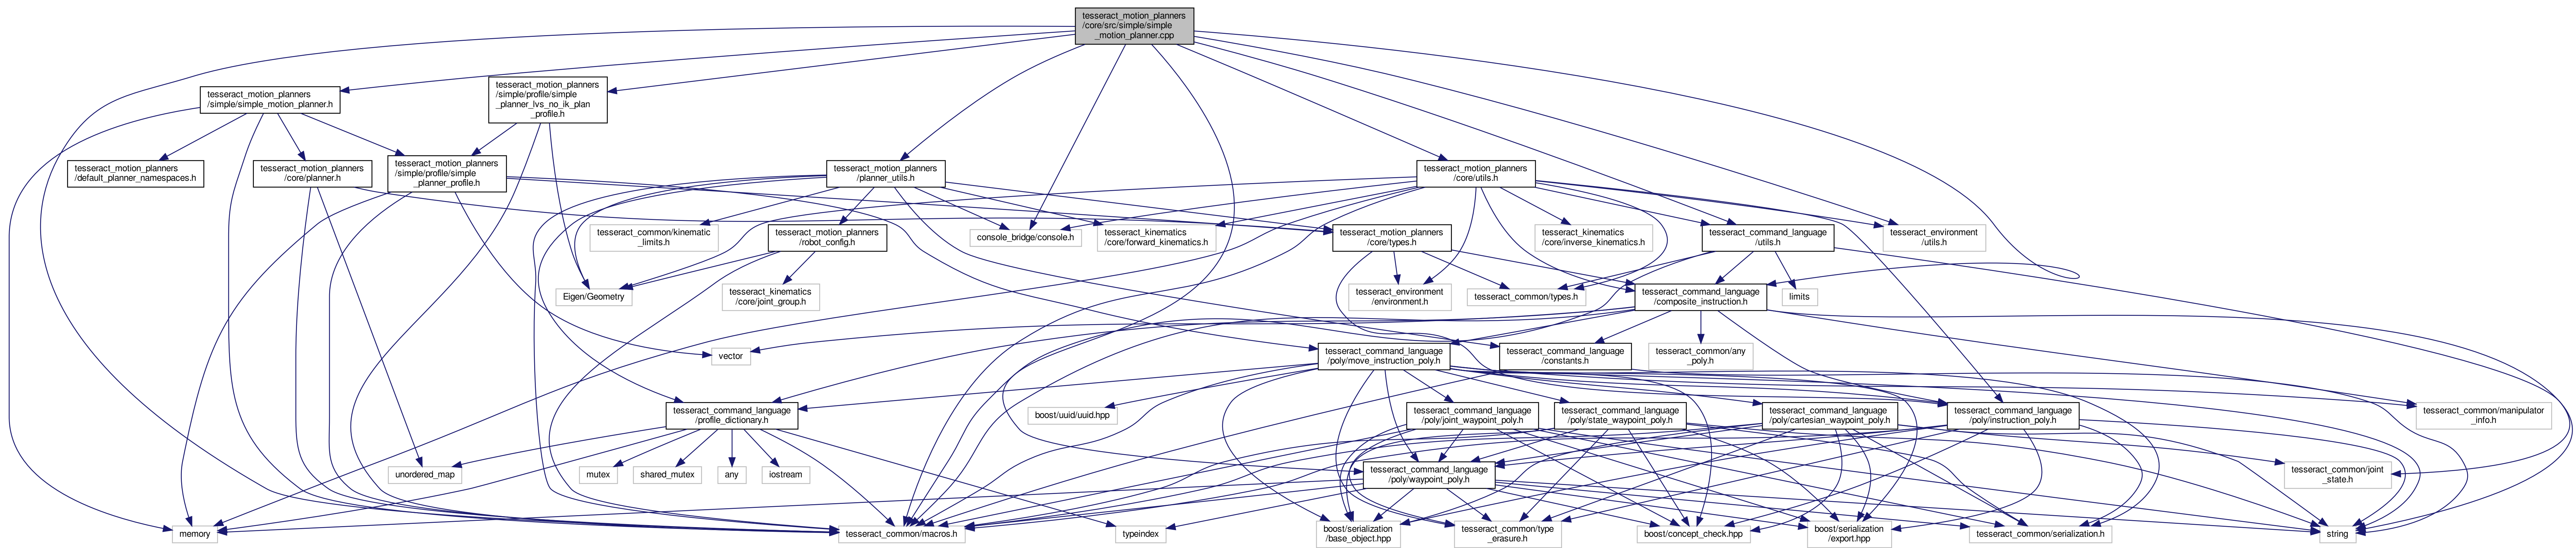 tesseract_motion_planners
/core/src/simple/simple
_motion_planner.cpp
tesseract_motion_planners
/simple/simple_motion_planner.h
tesseract_motion_planners
/simple/profile/simple
_planner_lvs_no_ik_plan
_profile.h
tesseract_motion_planners
/default_planner_namespaces.h
tesseract_motion_planners
/core/planner.h
tesseract_motion_planners
/simple/profile/simple
_planner_profile.h
tesseract_motion_planners
/planner_utils.h
tesseract_motion_planners
/core/utils.h
tesseract_common/kinematic
_limits.h
tesseract_motion_planners
/robot_config.h
console_bridge/console.h
tesseract_kinematics
/core/forward_kinematics.h
tesseract_motion_planners
/core/types.h
tesseract_kinematics
/core/inverse_kinematics.h
tesseract_command_language
/utils.h
tesseract_environment
/utils.h
Eigen/Geometry
tesseract_kinematics
/core/joint_group.h
tesseract_environment
/environment.h
tesseract_common/types.h
tesseract_command_language
/composite_instruction.h
limits
vector
tesseract_command_language
/poly/move_instruction_poly.h
tesseract_command_language
/constants.h
tesseract_common/any
_poly.h
tesseract_command_language
/profile_dictionary.h
boost/uuid/uuid.hpp
tesseract_command_language
/poly/joint_waypoint_poly.h
tesseract_command_language
/poly/state_waypoint_poly.h
tesseract_command_language
/poly/cartesian_waypoint_poly.h
tesseract_command_language
/poly/instruction_poly.h
tesseract_common/manipulator
_info.h
unordered_map
mutex
shared_mutex
any
iostream
tesseract_command_language
/poly/waypoint_poly.h
tesseract_common/joint
_state.h
memory
tesseract_common/macros.h
typeindex
boost/serialization
/base_object.hpp
tesseract_common/type
_erasure.h
boost/concept_check.hpp
boost/serialization
/export.hpp
tesseract_common/serialization.h
string